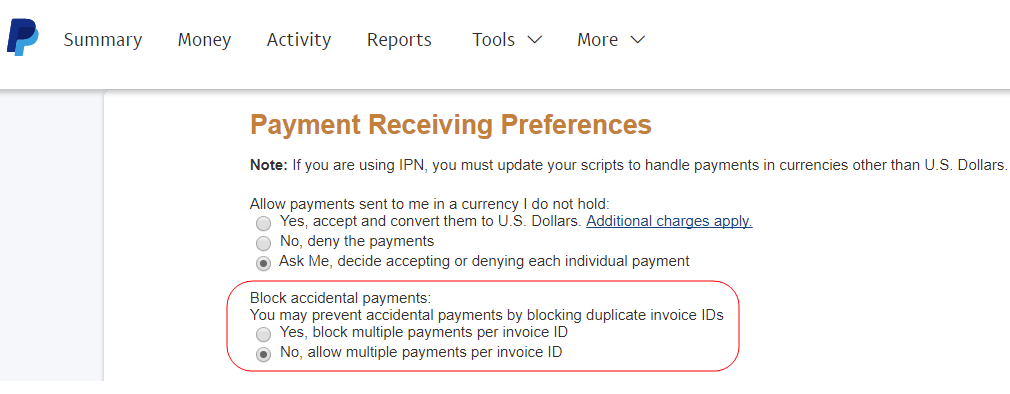 Summary Money Activity Reports Tools More
Payment Receiving Preferences
Note: If you are using IPN, you must update your scripts to handle payments in currencies other than U.S. Dollars.
Allow payments sent to me in a currency I do not hold:
Yes, accept and convert them to U.S. Dollars. Additional charges apply.
No, deny the payments
Ask Me, decide accepting or denying each individual payment
Block accidental payments:
You may prevent accidental payments by blocking duplicate invoice IDs
Yes, block multiple payments per invoice ID
No, allow multiple payments per invoice ID